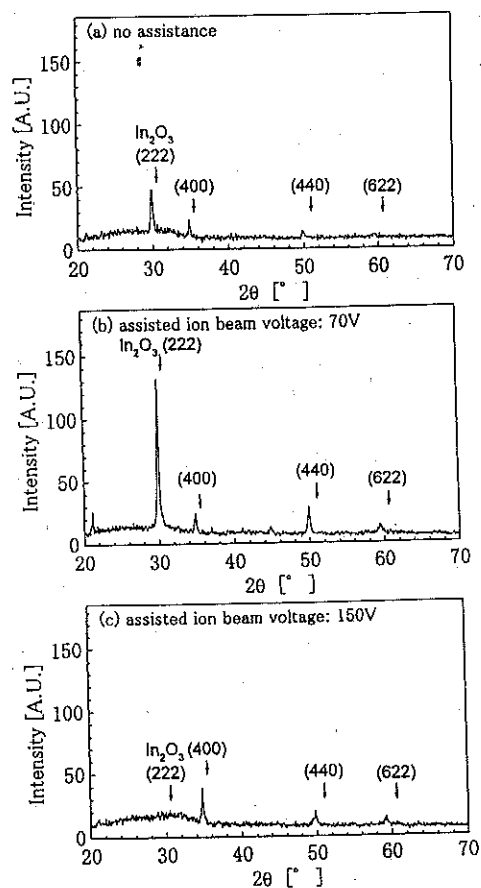 (a) no assistance
Intensity [A.U.]
150
100
50
0
In₂O₃
(222)
(400)
(440)
(622)
20 30 40 50 60 70
2θ [°]
(b) assisted ion beam voltage: 70V
Intensity [A.U.]
150
100
50
0
In₂O₃ (222)
(400)
(440)
(622)
20 30 40 50 60 70
2θ [°]
(c) assisted ion beam voltage: 150V
Intensity [A.U.]
150
100
50
0
In₂O₃ (400)
(222)
(440)
(622)
20 30 40 50 60 70
2θ [°]